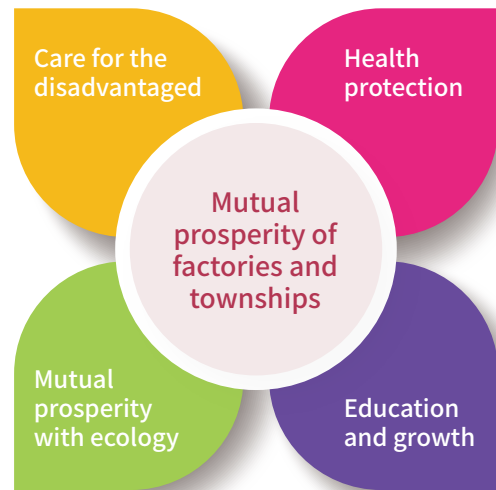 Care for the
disadvantaged
Health
protection
Mutual
prosperity of
factories and
townships
Mutual
prosperity
with ecology
Education
and growth